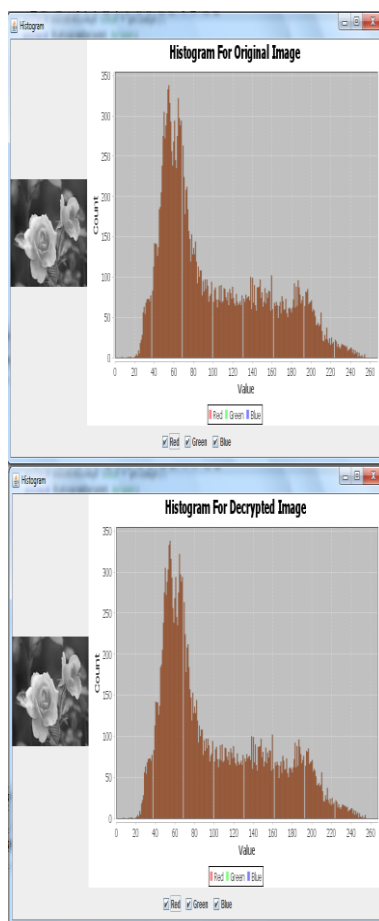 Histogram
Histogram For Original Image
350
300
250
200
150
100
50
0
Count
0 20 40 60 80 100 120 140 160 180 200 220 240 260
Value
Red Green Blue
Red Green Blue
Histogram
Histogram For Decrypted Image
350
300
250
200
150
100
50
0
Count
0 20 40 60 80 100 120 140 160 180 200 220 240 260
Value
Red Green Blue
Red Green Blue